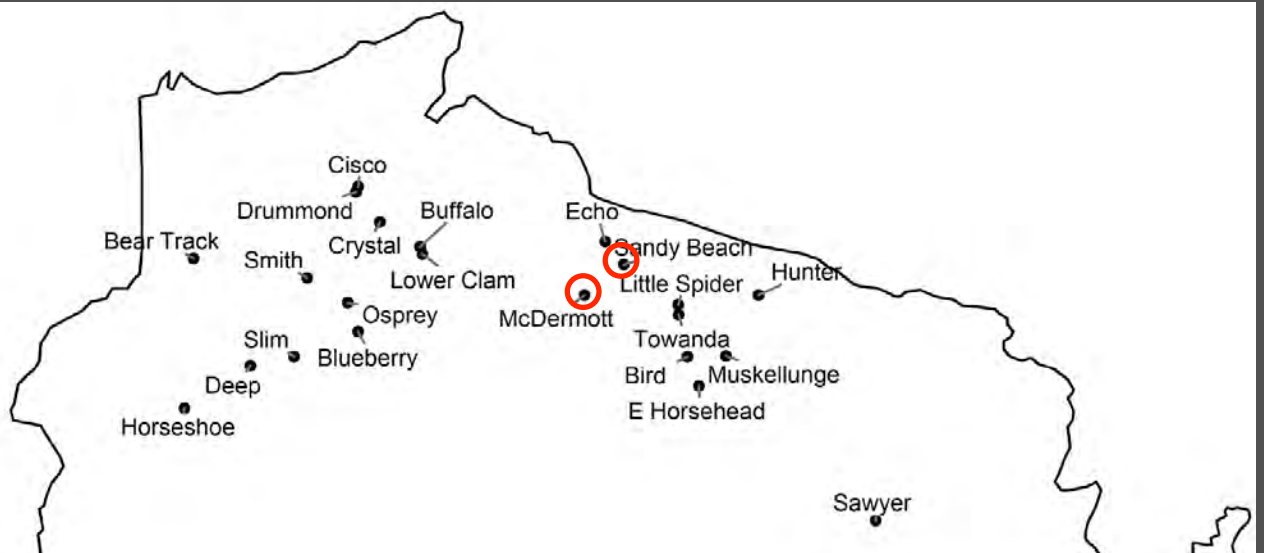 Cisco
Drummond
Buffalo
Echo
Bear Track
Crystal
Sandy Beach
Smith
Lower Clam
Hunter
Little Spider
Osprey
McDermott
Slim
Blueberry
Towanda
Deep
Bird
Muskellunge
E Horsehead
Horseshoe
Sawyer